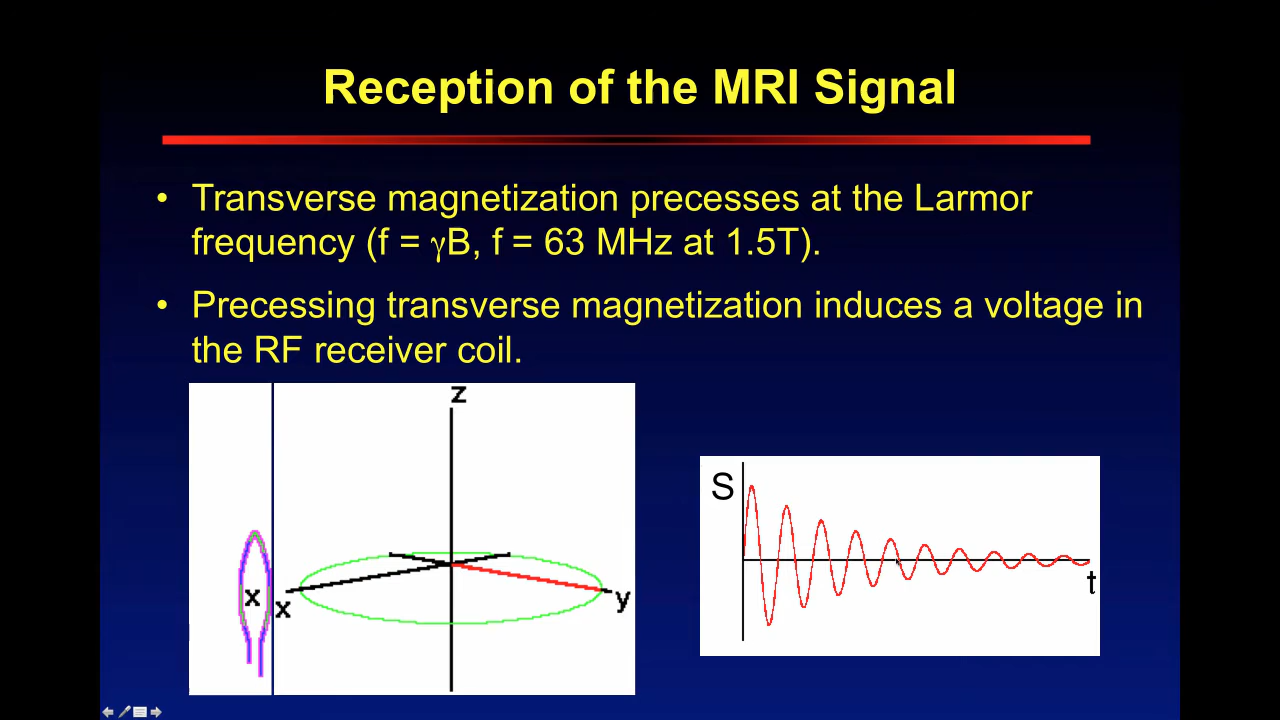 Reception of the MRI Signal
• Transverse magnetization precesses at the Larmor
frequency (f = γB, f = 63 MHz at 1.5T).
• Precessing transverse magnetization induces a voltage in
the RF receiver coil.
z
x
x
y
S
t